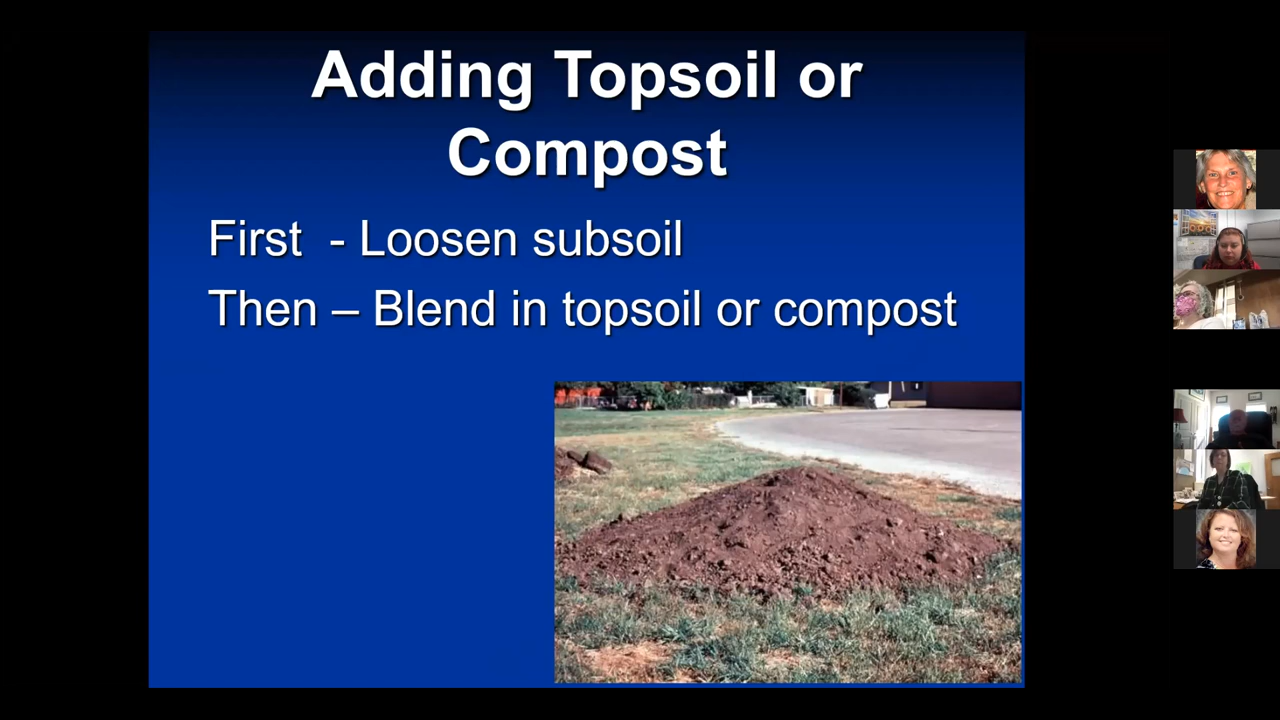 Adding Topsoil or
Compost
First - Loosen subsoil
Then – Blend in topsoil or compost